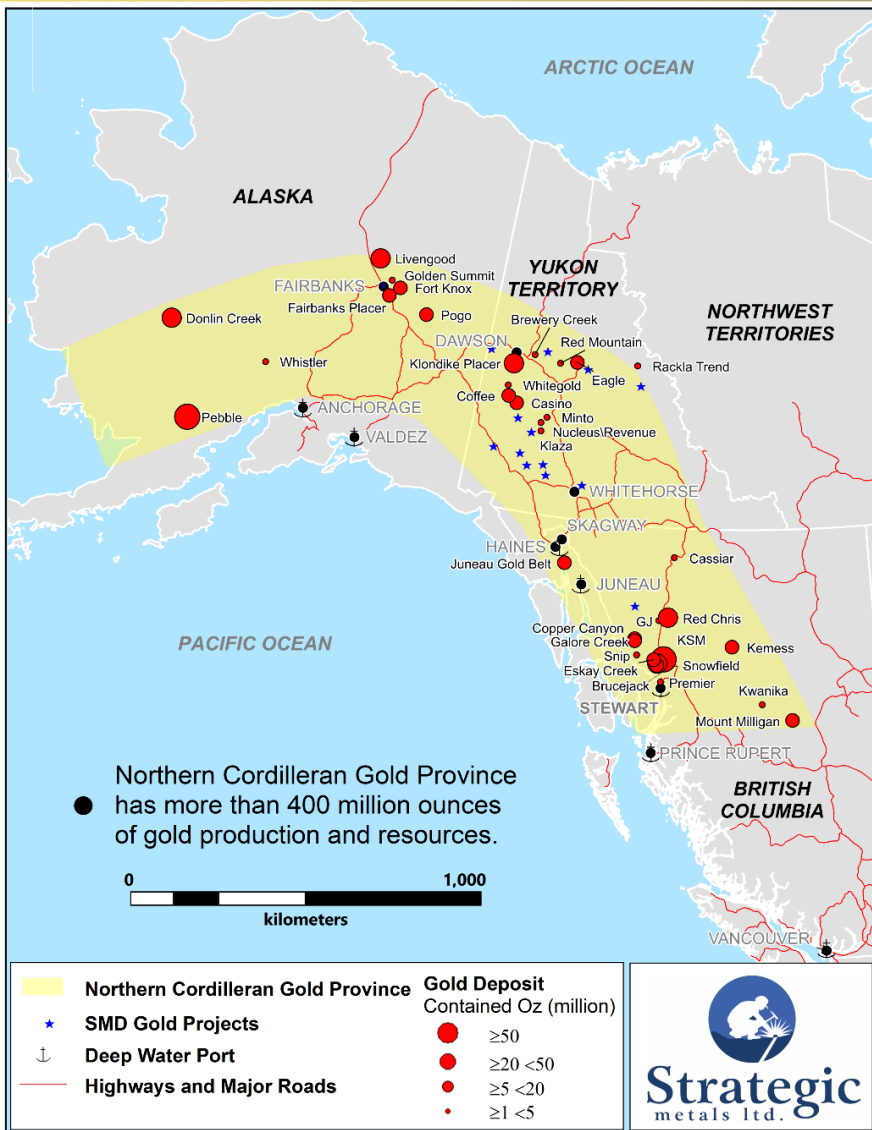 ARCTIC OCEAN
ALASKA
Livengood
Golden Summit
FAIRBANKS
Fort Knox
Fairbanks Placer
YUKON
TERRITORY
NORTHWEST
TERRITORIES
Donlin Creek
Pogo
Brewery Creek
DAWSON
Red Mountain
Whistler
Klondike Placer
Rackla Trend
Eagle
Whitegold
Coffee
Casino
Pebble
ANCHORAGE
Minto
VALDEZ
Nucleus\Revenue
Klaza
WHITEHORSE
SKAGWAY
HAINES
Juneau Gold Belt
Cassiar
JUNEAU
PACIFIC OCEAN
GJ
Red Chris
Copper Canyon
Galore Creek
KSM
Kemess
Snip
Snowfield
Eskay Creek
Brucejack
Premier
STEWART
Kwanika
Mount Milligan
PRINCE RUPERT
BRITISH
COLUMBIA
Northern Cordilleran Gold Province
has more than 400 million ounces
of gold production and resources.
0 1,000
kilometers
VANCOUVER
Northern Cordilleran Gold Province
SMD Gold Projects
Deep Water Port
Highways and Major Roads
Gold Deposit
Contained Oz (million)
≥50
≥20 <50
≥5 <20
≥1 <5
Strategic
metals ltd.